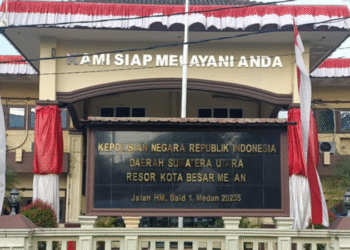 KAMI SIAP MELAYANI ANDA
KEPOLISIAN NEGARA REPUBLIK INDONESIA
DAERAH SUMATERA UTARA
RESOR KOTA BESAR MEDAN
Jalan HM. Said 1. Medan 20235